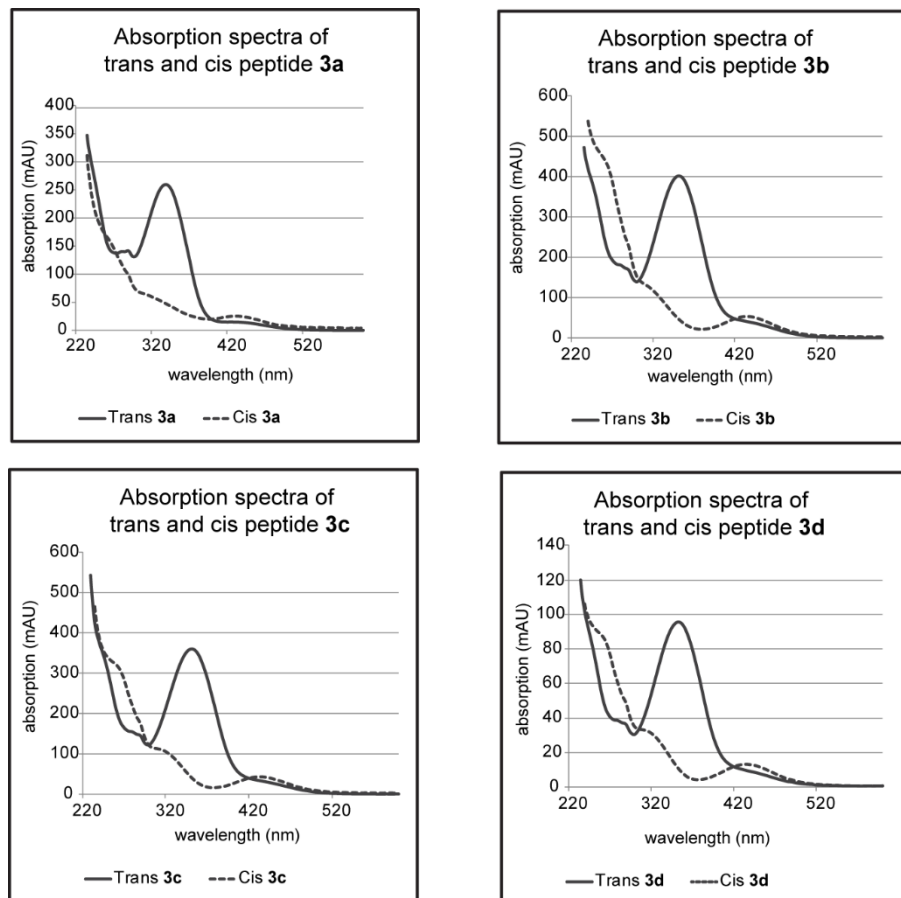 Absorption spectra of
trans and cis peptide 3a
400
350
300
250
200
150
100
50
0
absorption (mAU)
220 320 420 520
wavelength (nm)
Trans 3a Cis 3a
Absorption spectra of
trans and cis peptide 3b
600
500
400
300
200
100
0
absorption (mAU)
220 320 420 520
wavelength (nm)
Trans 3b Cis 3b
Absorption spectra of
trans and cis peptide 3c
600
500
400
300
200
100
0
absorption (mAU)
220 320 420 520
wavelength (nm)
Trans 3c Cis 3c
Absorption spectra of
trans and cis peptide 3d
140
120
100
80
60
40
20
0
absorption (mAU)
220 320 420 520
wavelength (nm)
Trans 3d Cis 3d